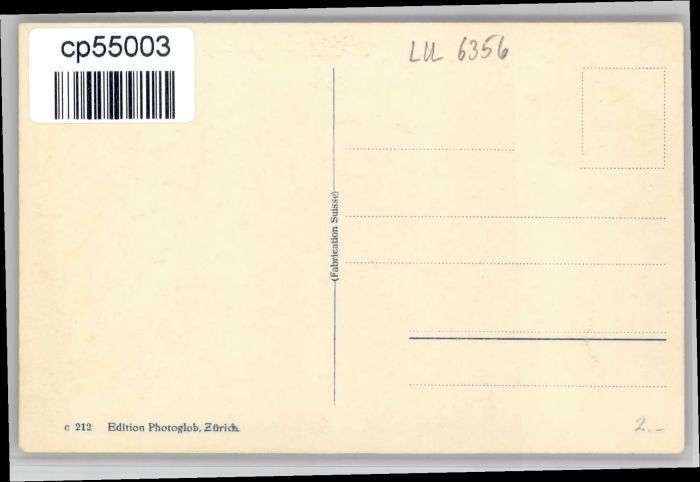 cp55003
LU 6356
(Fabrication Suisse)
c 212 Edition Photoglob, Zürich.
2.-